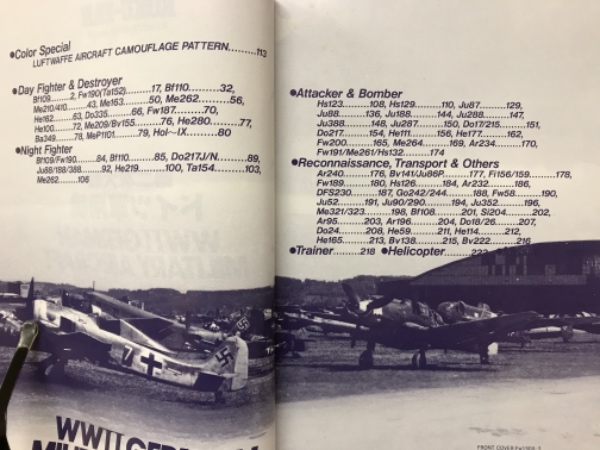 ●Color Special
LUFTWAFFE AIRCRAFT CAMOUFLAGE PATTERN.........113
●Day Fighter & Destroyer
Bf109.........2, Fw190(Ta152).........17, Bf110.........32,
Me210/410.........43, Me163.........50, Me262.........56,
He162.........63, Do335.........66, Fw187.........70,
He100.........72, Me209/Bv155.........76, He280.........77,
Ba349.........78, MeP1101.........79, HoI~IX.........80
●Night Fighter
Bf109/Fw190.........84, Bf110.........85, Do217J/N.........89,
Ju88/188/388.........92, He219.........100, Ta154.........103,
Me262.........106
●Attacker & Bomber
Hs123.........108, Hs129.........110, Ju87.........129,
Ju88.........136, Ju188.........144, Ju288.........147,
Ju388.........148, Ju287.........150, Do17/215.........151,
Do217.........154, He111.........156, He177.........162,
Fw200.........165, Me264.........169, Ar234.........170,
Fw191/Me261/Hs132.........174
●Reconnaissance, Transport & Others
Ar240.........176, Bv141/Ju86P.........177, Fi156/159.........178,
Fw189.........180, Hs126.........184, Ar232.........186,
DFS230.........187, Go242/244.........188, Fw58.........190,
Ju52.........191, Ju90/290.........194, Ju352.........196,
Me321/323.........198, Bf108.........201, Si204.........202,
Ar95.........203, Ar196.........204, Do18/26.........207,
Do24.........208, He59.........211, He114.........212,
He165.........213, Bv138.........215, Bv222.........216
●Trainer.........218 ●Helicopter.........
7
WWII GERMAN
FRONT COVER